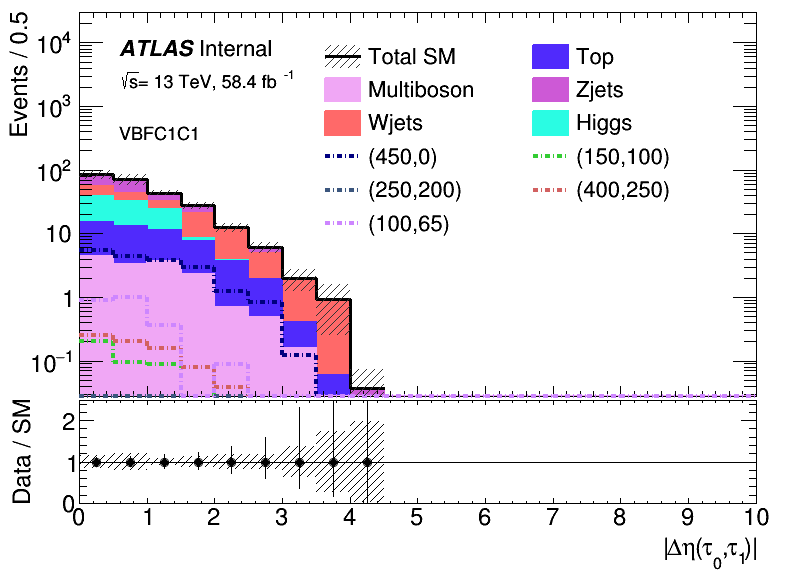 Events / 0.5
10⁴
10³
10²
10
1
10⁻¹
ATLAS Internal
√s= 13 TeV, 58.4 fb ⁻¹
VBFC1C1
Total SM
Top
Multiboson
Zjets
Wjets
Higgs
(450,0)
(150,100)
(250,200)
(400,250)
(100,65)
Data / SM
2
1
0
0 1 2 3 4 5 6 7 8 9 10
|Δη(τ₀,τ₁)|